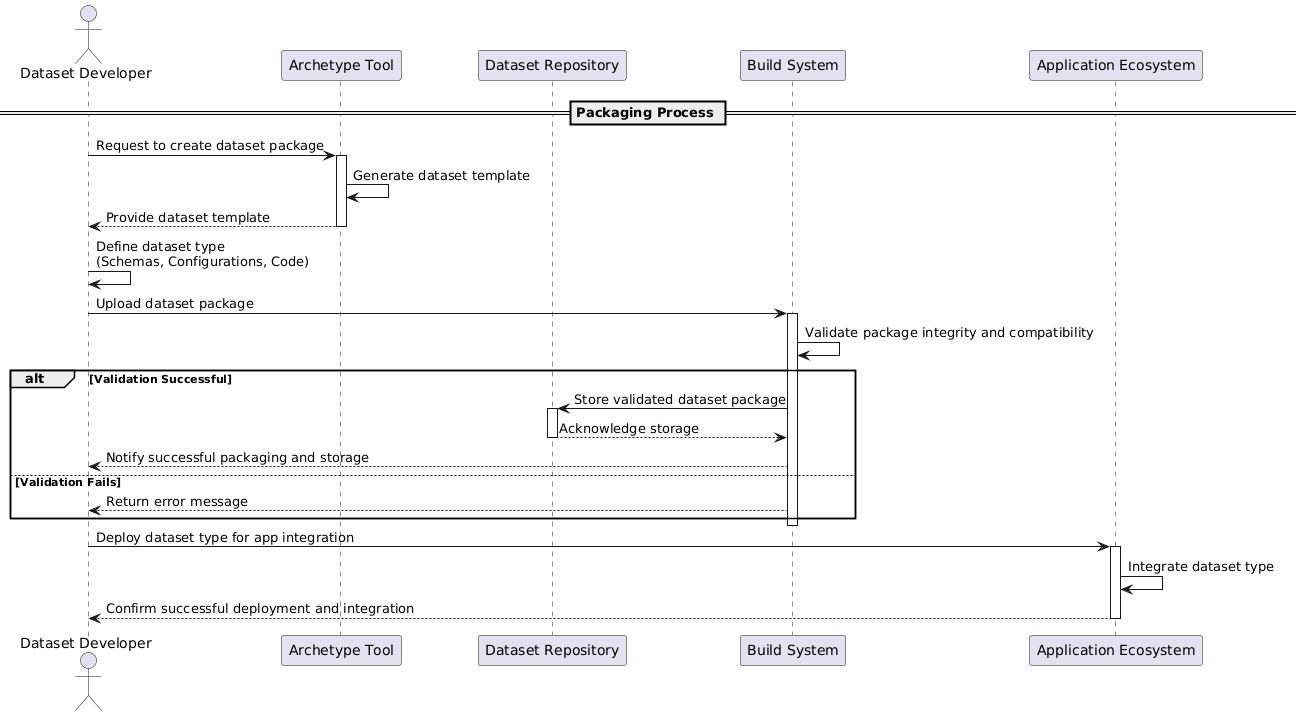 Dataset Developer
Archetype Tool
Dataset Repository
Build System
Application Ecosystem
Packaging Process
Request to create dataset package
Generate dataset template
Provide dataset template
Define dataset type
(Schemas, Configurations, Code)
Upload dataset package
Validate package integrity and compatibility
alt
[Validation Successful]
Store validated dataset package
Acknowledge storage
Notify successful packaging and storage
[Validation Fails]
Return error message
Deploy dataset type for app integration
Integrate dataset type
Confirm successful deployment and integration
Dataset Developer
Archetype Tool
Dataset Repository
Build System
Application Ecosystem